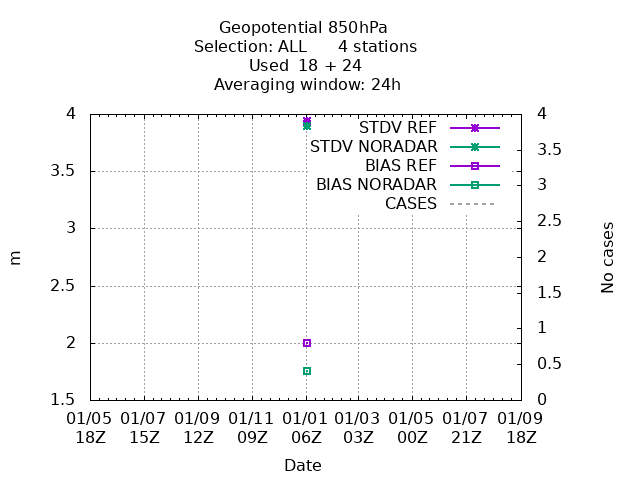 Geopotential 850hPa
Selection: ALL 4 stations
Used 18 + 24
Averaging window: 24h
4 4
STDV REF
STDV NORADAR
3.5
BIAS REF
3.5
BIAS NORADAR
3
CASES
3
2.5
m
No cases
2
2.5
1.5
2
1
0.5
1.5
0
01/05 01/07 01/09 01/11 01/01 01/03 01/05 01/07 01/09
18Z 15Z 12Z 09Z 06Z 03Z 00Z 21Z 18Z
Date